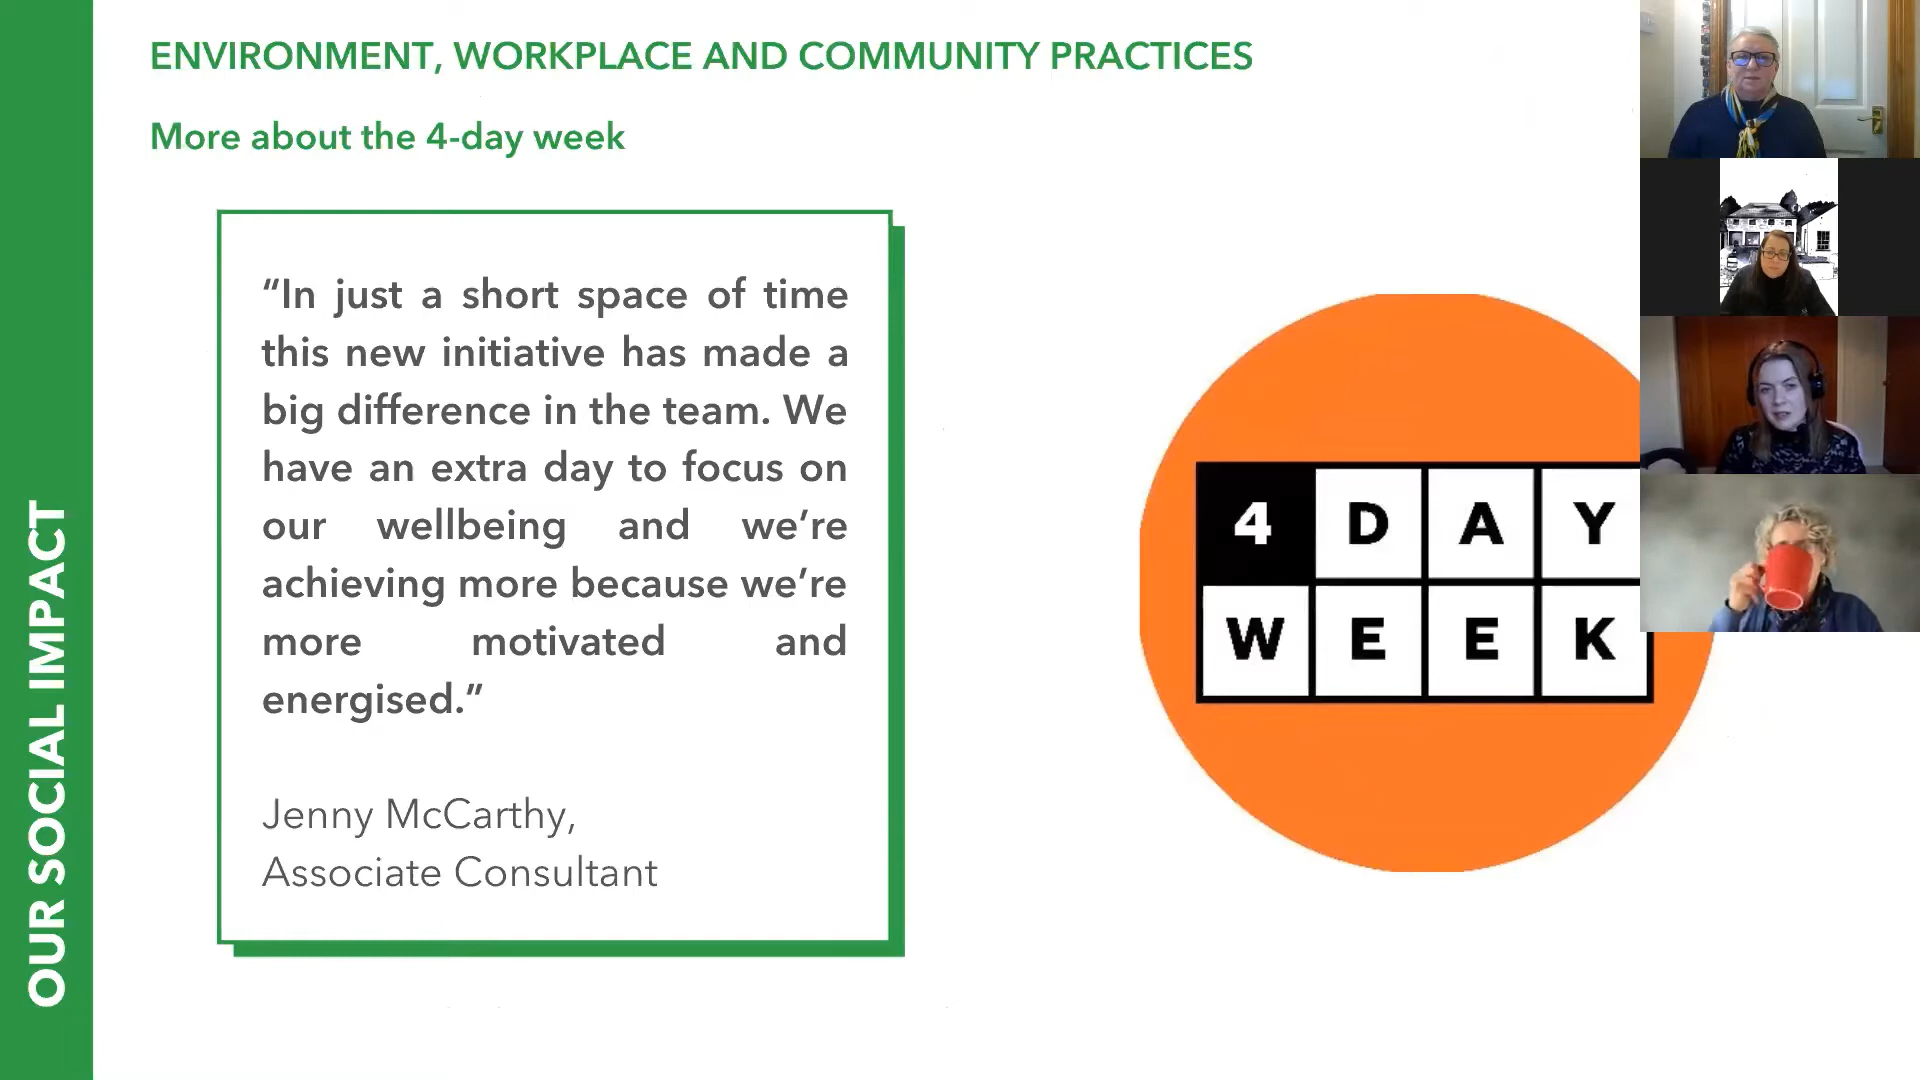 ENVIRONMENT, WORKPLACE AND COMMUNITY PRACTICES
More about the 4-day week
“In just a short space of time
this new initiative has made a
big difference in the team. We
have an extra day to focus on
our wellbeing and we’re
achieving more because we’re
more motivated and
energised.”
Jenny McCarthy,
Associate Consultant
4 DAY
WEEK
OUR SOCIAL IMPACT